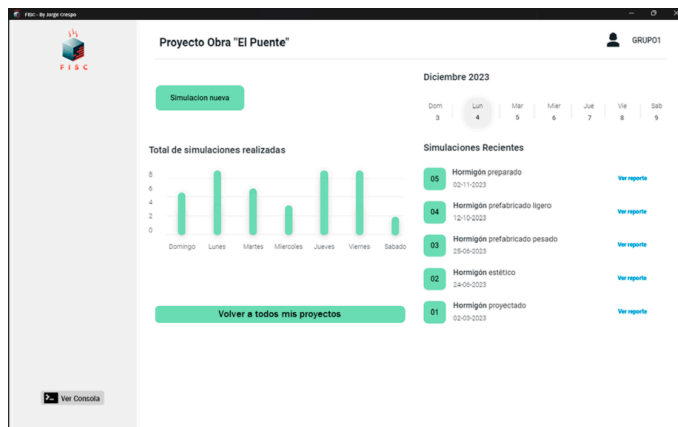 FISC - By Jorge Crespo
FISC
Proyecto Obra "El Puente"
GRUPO1
Simulacion nueva
Total de simulaciones realizadas
8
6
4
2
0
Domingo Lunes Martes Miercoles Jueves Viernes Sabado
Volver a todos mis proyectos
Diciembre 2023
Dom Lun Mar Mier Jue Vie Sab
3 4 5 6 7 8 9
Simulaciones Recientes
05 Hormigón preparado Ver reporte
02-11-2023
04 Hormigón prefabricado ligero Ver reporte
12-10-2023
03 Hormigón prefabricado pesado Ver reporte
25-06-2023
02 Hormigón estético Ver reporte
24-06-2023
01 Hormigón proyectado Ver reporte
02-03-2023
Ver Consola